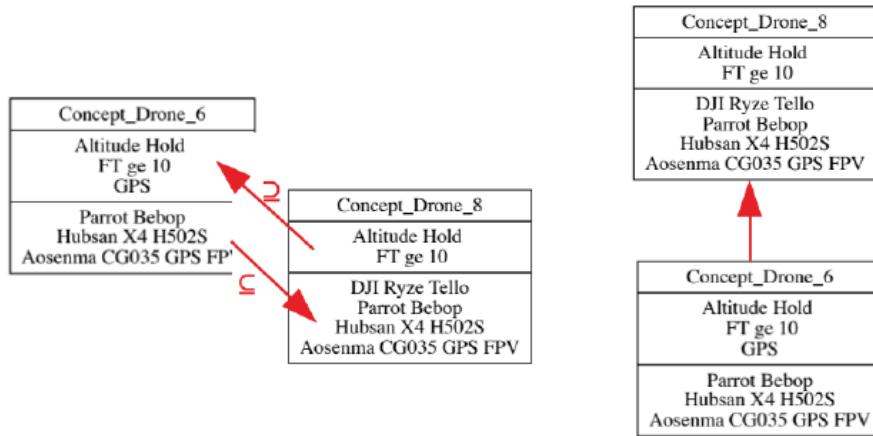 Concept_Drone_6
Altitude Hold
FT ge 10
GPS
Parrot Bebop
Hubsan X4 H502S
Aosenma CG035 GPS FPV
⊆
⊆
Concept_Drone_8
Altitude Hold
FT ge 10
DJI Ryze Tello
Parrot Bebop
Hubsan X4 H502S
Aosenma CG035 GPS FPV
Concept_Drone_8
Altitude Hold
FT ge 10
DJI Ryze Tello
Parrot Bebop
Hubsan X4 H502S
Aosenma CG035 GPS FPV
Concept_Drone_6
Altitude Hold
FT ge 10
GPS
Parrot Bebop
Hubsan X4 H502S
Aosenma CG035 GPS FPV